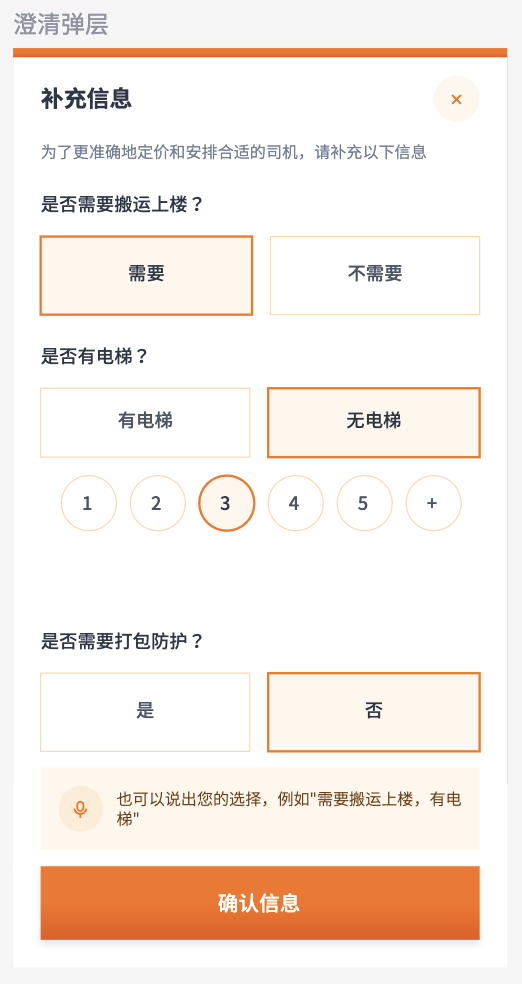 澄清弹层
补充信息
×
为了更准确地定价和安排合适的司机，请补充以下信息
是否需要搬运上楼？
需要
不需要
是否有电梯？
有电梯
无电梯
1 2 3 4 5 +
是否需要打包防护？
是
否
也可以说出您的选择，例如"需要搬运上楼，有电
梯"
确认信息